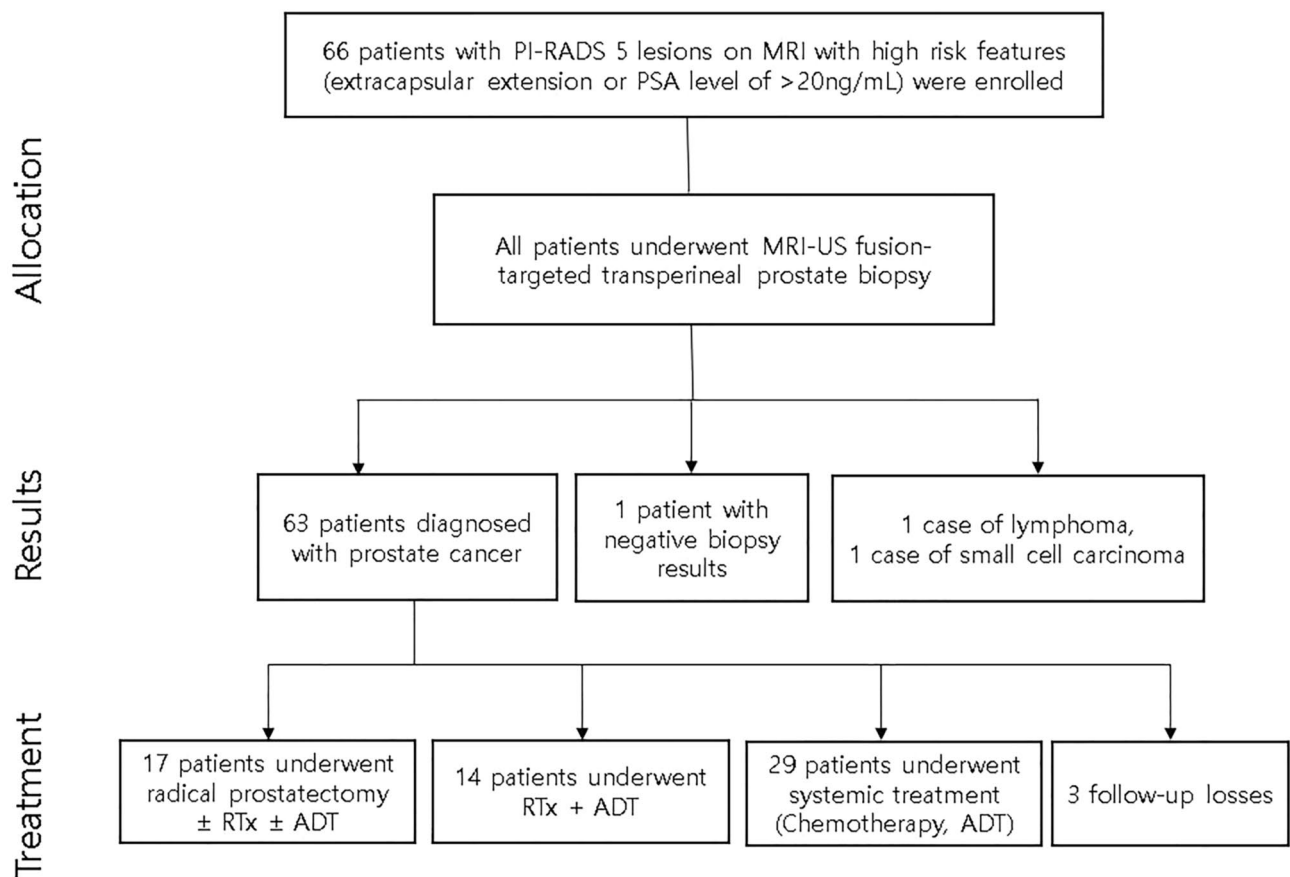 66 patients with PI-RADS 5 lesions on MRI with high risk features
(extracapsular extension or PSA level of >20ng/mL) were enrolled
Allocation
All patients underwent MRI-US fusion-
targeted transperineal prostate biopsy
Results
63 patients diagnosed
with prostate cancer
1 patient with
negative biopsy
results
1 case of lymphoma,
1 case of small cell carcinoma
Treatment
17 patients underwent
radical prostatectomy
± RTx ± ADT
14 patients underwent
RTx + ADT
29 patients underwent
systemic treatment
(Chemotherapy, ADT)
3 follow-up losses